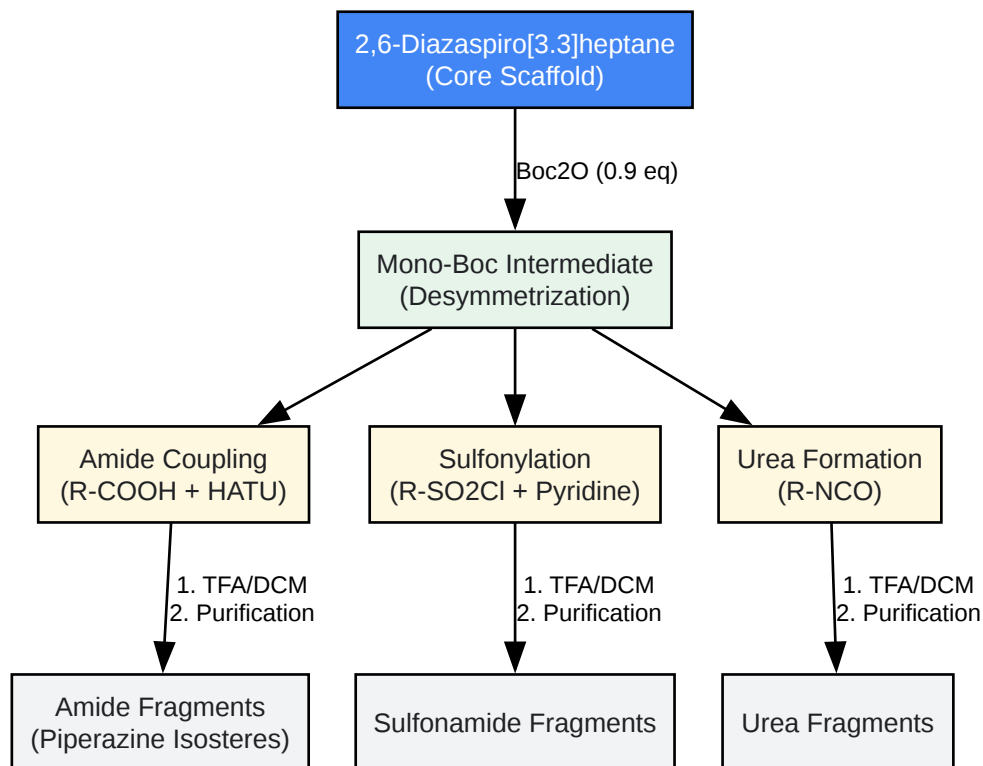 2,6-Diazaspiro[3.3]heptane
(Core Scaffold)
Boc2O (0.9 eq)
Mono-Boc Intermediate
(Desymmetrization)
Amide Coupling
(R-COOH + HATU)
Sulfonylation
(R-SO2Cl + Pyridine)
Urea Formation
(R-NCO)
1. TFA/DCM
2. Purification
1. TFA/DCM
2. Purification
1. TFA/DCM
2. Purification
Amide Fragments
(Piperazine Isosteres)
Sulfonamide Fragments
Urea Fragments